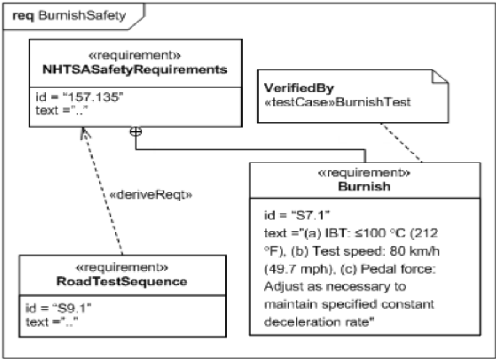 req BurnishSafety
«requirement»
NHTSASafetyRequirements
id = "157.135"
text =".."
VerifiedBy
«testCase»BurnishTest
«deriveReqt»
«requirement»
Burnish
id = "S7.1"
text ="(a) IBT: ≤100 °C (212
°F), (b) Test speed: 80 km/h
(49.7 mph), (c) Pedal force:
Adjust as necessary to
maintain specified constant
deceleration rate"
«requirement»
RoadTestSequence
id = "S9.1"
text =".."